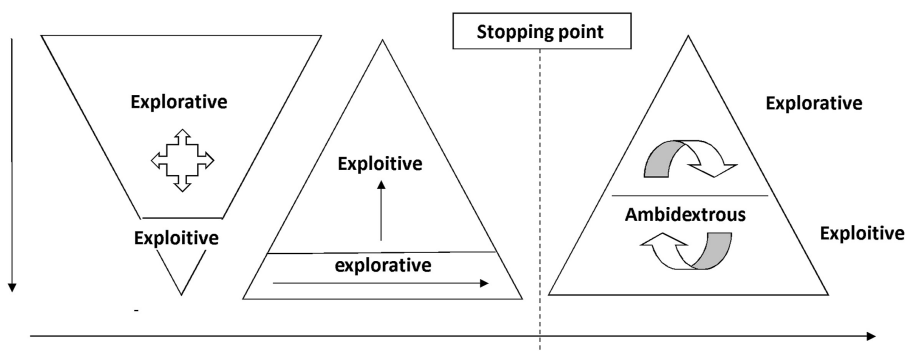 Stopping point
Explorative
Exploitive
Exploitive
explorative
Explorative
Ambidextrous
Exploitive